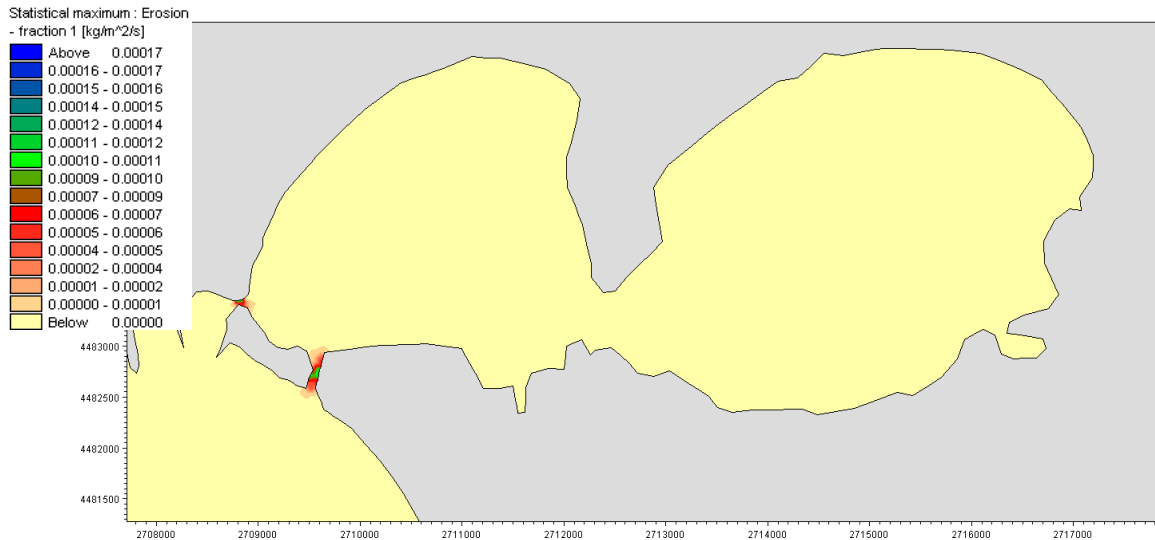 Statistical maximum : Erosion
- fraction 1 [kg/m^2/s]
Above 0.00017
0.00016 - 0.00017
0.00015 - 0.00016
0.00014 - 0.00015
0.00012 - 0.00014
0.00011 - 0.00012
0.00010 - 0.00011
0.00009 - 0.00010
0.00007 - 0.00009
0.00006 - 0.00007
0.00005 - 0.00006
0.00004 - 0.00005
0.00002 - 0.00004
0.00001 - 0.00002
0.00000 - 0.00001
Below 0.00000
4483000
4482500
4482000
4481500
2708000 2709000 2710000 2711000 2712000 2713000 2714000 2715000 2716000 2717000